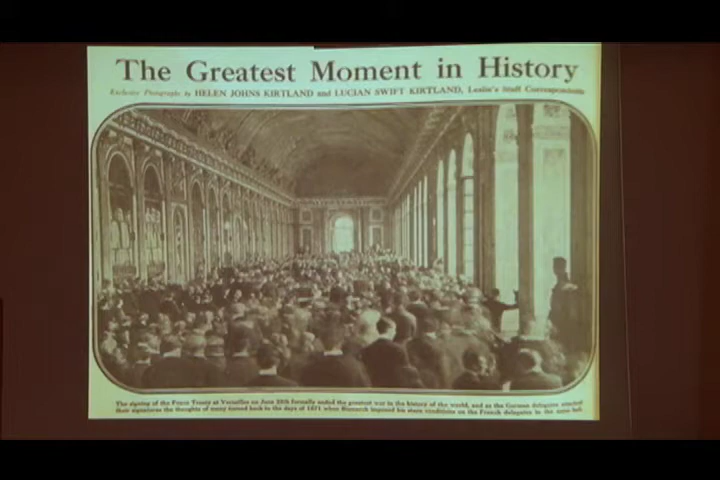 The Greatest Moment in History
Exclusive Photographs by HELEN JOHNS KIRTLAND and LUCIAN SWIFT KIRTLAND, Leslie's Staff Correspondents
The signing of the Peace Treaty at Versailles on June 28th formally ended the greatest war in the history of the world, and as the German delegates affixed
their signatures the thoughts of many turned back to the days of 1871 when Bismarck imposed his stern conditions on the French delegates in the same hall.